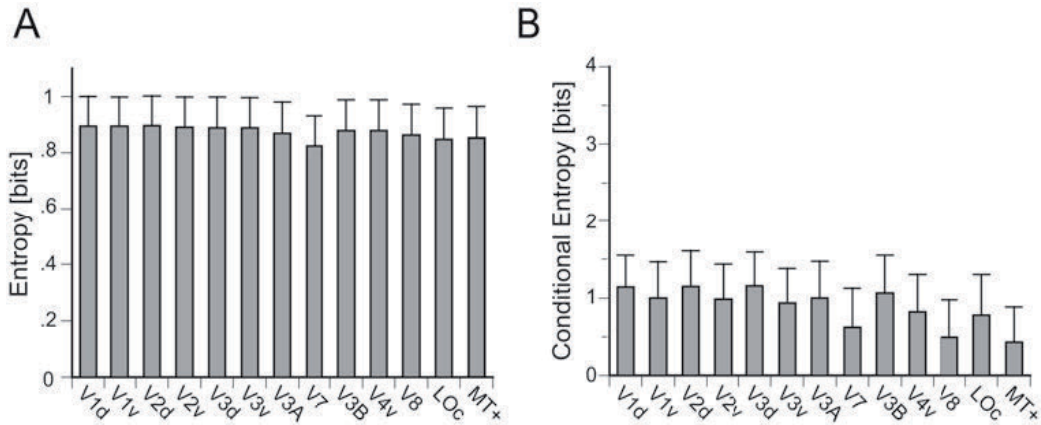 A
Entropy [bits]
1
.8
.6
.4
.2
0
V1d V1v V2d V2v V3d V3v V3A V7 V3B V4v V8 LOc MT+
B
Conditional Entropy [bits]
4
3
2
1
0
V1d V1v V2d V2v V3d V3v V3A V7 V3B V4v V8 LOc MT+